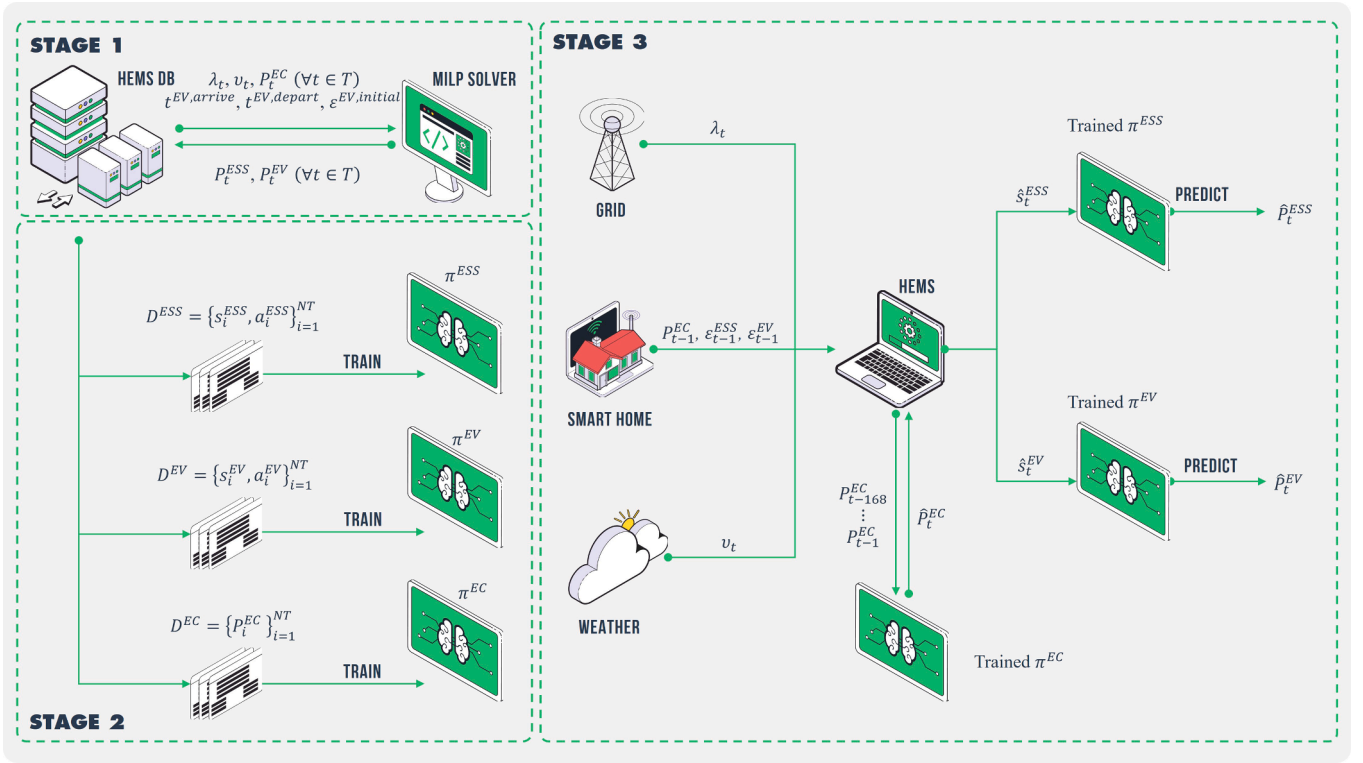 STAGE 1
HEMS DB
λ_t, υ_t, P_t^{EC} (∀t ∈ T)
t^{EV,arrive}, t^{EV,depart}, ε^{EV,initial}
MILP SOLVER
</>
P_t^{ESS}, P_t^{EV} (∀t ∈ T)
STAGE 2
D^{ESS} = {s_i^{ESS}, a_i^{ESS}}_{i=1}^{NT}
TRAIN
π^{ESS}
D^{EV} = {s_i^{EV}, a_i^{EV}}_{i=1}^{NT}
TRAIN
π^{EV}
D^{EC} = {P_i^{EC}}_{i=1}^{NT}
TRAIN
π^{EC}
STAGE 3
GRID
λ_t
SMART HOME
P_{t-1}^{EC}, ε_{t-1}^{ESS}, ε_{t-1}^{EV}
WEATHER
υ_t
HEMS
P_{t-168}^{EC}
⋮
P_{t-1}^{EC}
P̂_t^{EC}
Trained π^{EC}
Trained π^{ESS}
ŝ_t^{ESS}
PREDICT
P̂_t^{ESS}
Trained π^{EV}
ŝ_t^{EV}
PREDICT
P̂_t^{EV}